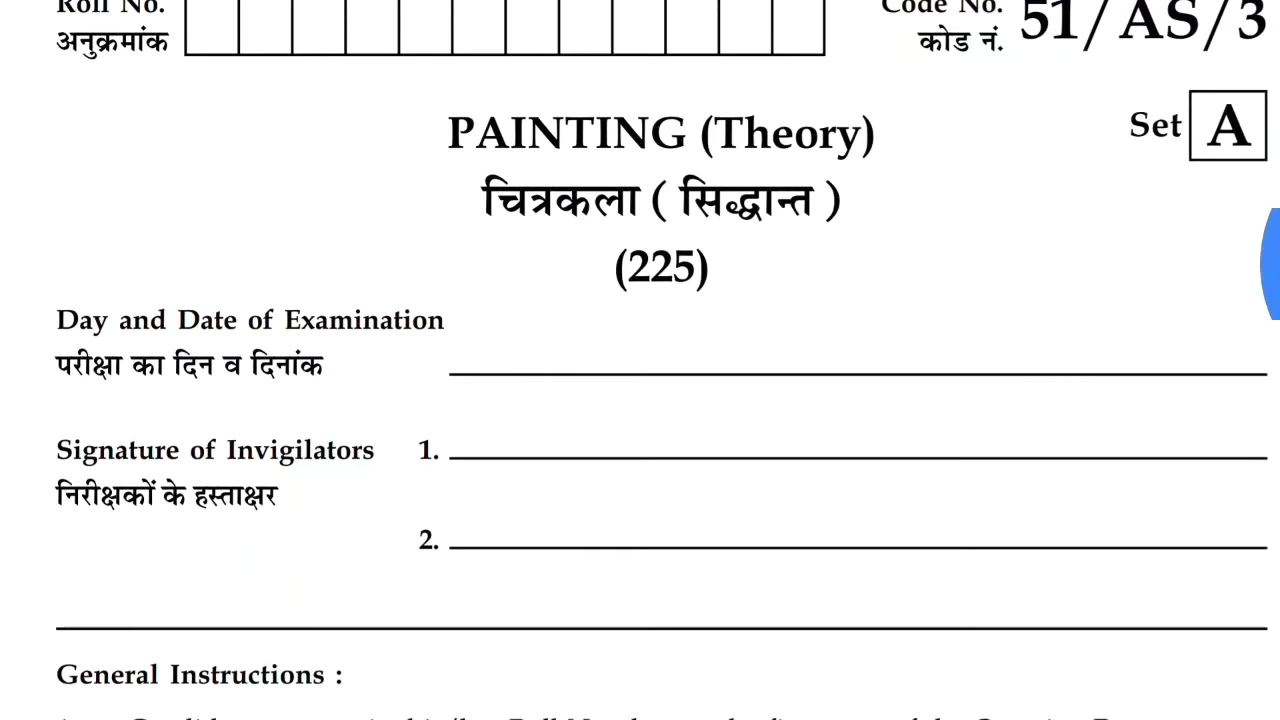 Roll No.
Code No.
51/AS/3
अनुक्रमांक
कोड नं.
Set A
PAINTING (Theory)
चित्रकला ( सिद्धान्त )
(225)
Day and Date of Examination
परीक्षा का दिन व दिनांक
Signature of Invigilators 1.
निरीक्षकों के हस्ताक्षर
2.
General Instructions :